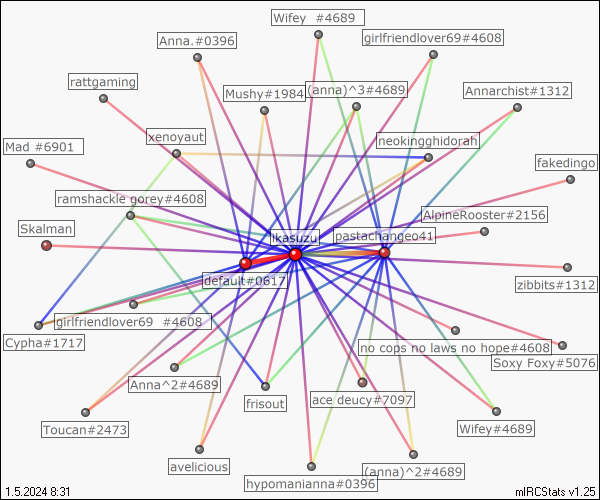 Wifey  #4689
Anna.#0396
girlfriendlover69#4608
rattgaming
Mushy#1984
(anna)^3#4689
Annarchist#1312
xenoyaut
neokingghidorah
Mad #6901
fakedingo
ramshackle gorey#4608
AlpineRooster#2156
Skalman
likasuzu
pastachangeo41
default#0617
zibbits#1312
girlfriendlover69  #4608
Cypha#1717
no cops no laws no hope#4608
Soxy Foxy#5076
Anna^2#4689
frisout
ace deucy#7097
Toucan#2473
Wifey#4689
avelicious
(anna)^2#4689
hypomanianna#0396
1.5.2024 8:31
mIRCStats v1.25